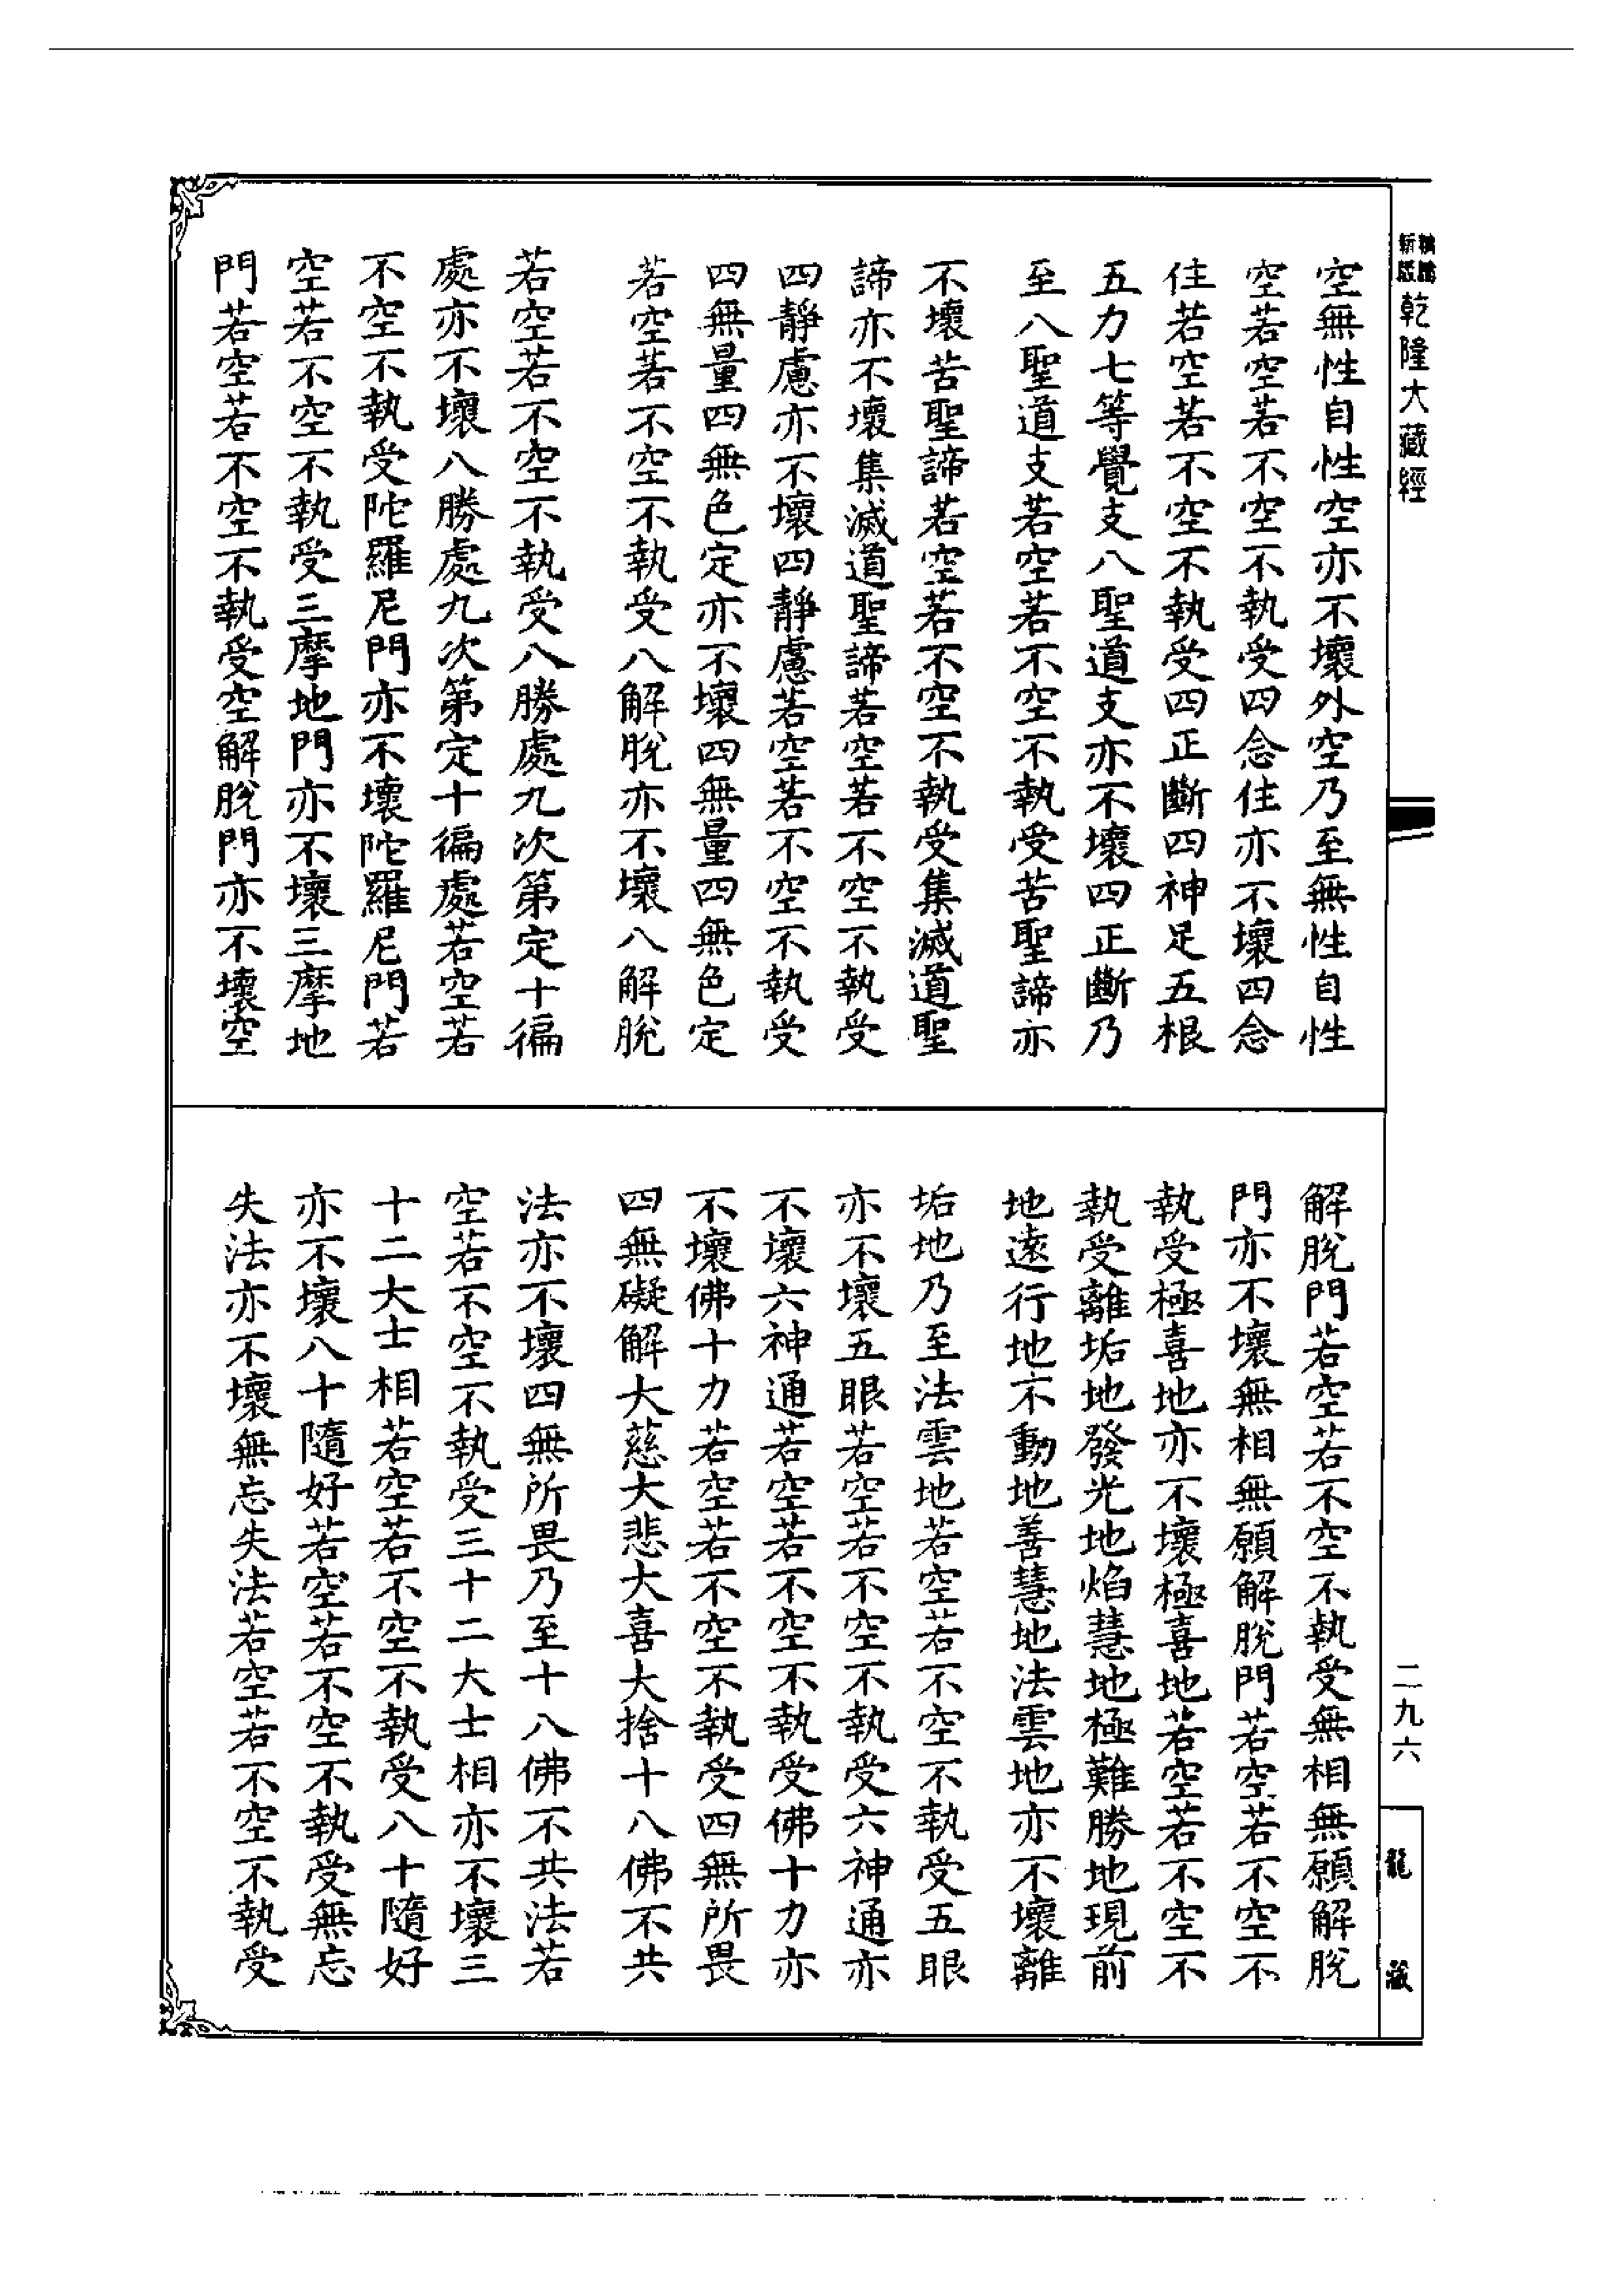 乾隆大藏經
空無性自性空亦不壞外空乃至無性自性
空若空若不空不執受四念住亦不壞四念
住若空若不空不執受四正斷四神足五根
五力七等覺支八聖道支亦不壞四正斷乃
至八聖道支若空若不空不執受苦聖諦亦
不壞苦聖諦若空若不空不執受集滅道聖
諦亦不壞集滅道聖諦若空若不空不執受
四靜慮亦不壞四靜慮若空若不空不執受
四無量四無色定亦不壞四無量四無色定
若空若不空不執受八解脫亦不壞八解脫
若空若不空不執受八勝處九次第定十徧
處亦不壞八勝處九次第定十徧處若空若
不空不執受陀羅尼門亦不壞陀羅尼門若
空若不空不執受三摩地門亦不壞三摩地
門若空若不空不執受空解脫門亦不壞空
解脫門若空若不空不執受無相無願解脫
門亦不壞無相無願解脫門若空若不空不
執受極喜地亦不壞極喜地若空若不空不
執受離垢地發光地焰慧地極難勝地現前
地遠行地不動地善慧地法雲地亦不壞離
垢地乃至法雲地若空若不空不執受五眼
亦不壞五眼若空若不空不執受六神通亦
不壞六神通若空若不空不執受佛十力亦
不壞佛十力若空若不空不執受四無所畏
四無礙解大慈大悲大喜大捨十八佛不共
法亦不壞四無所畏乃至十八佛不共法若
空若不空不執受三十二大士相亦不壞三
十二大士相若空若不空不執受八十隨好
亦不壞八十隨好若空若不空不執受無忘
失法亦不壞無忘失法若空若不空不執受
二九六
龍藏